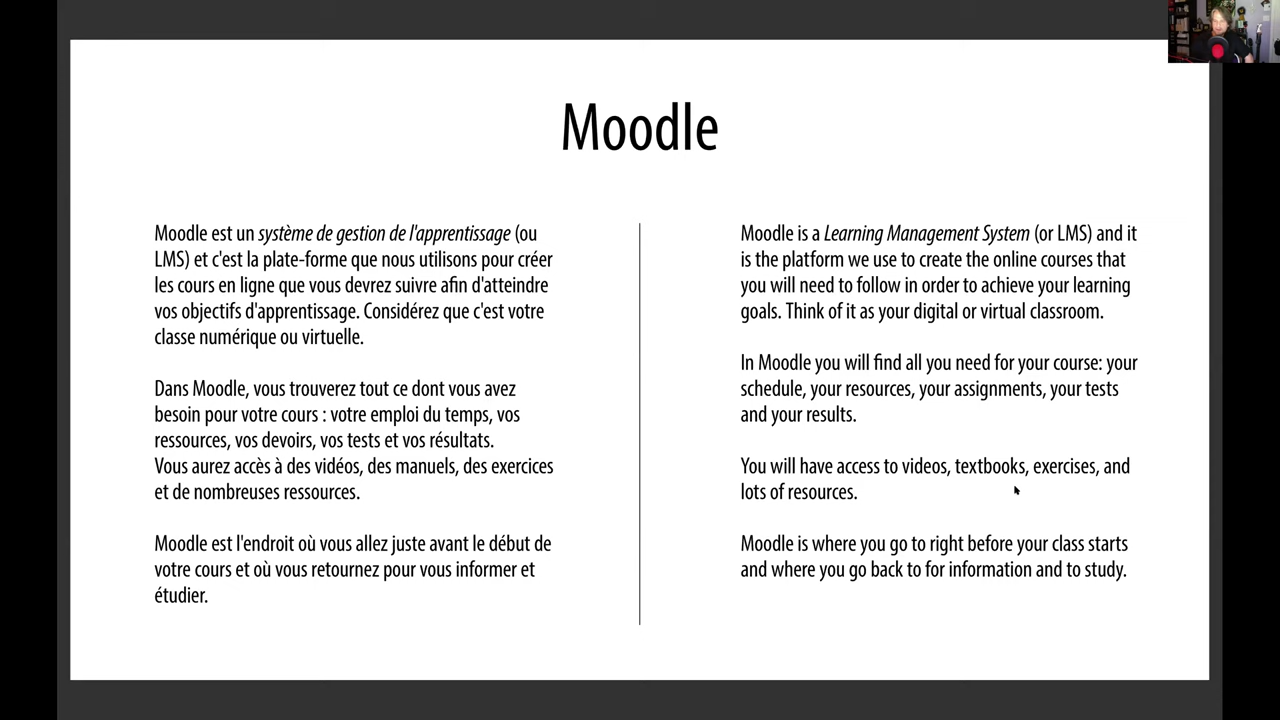 Moodle
Moodle est un système de gestion de l'apprentissage (ou
LMS) et c'est la plate-forme que nous utilisons pour créer
les cours en ligne que vous devrez suivre afin d'atteindre
vos objectifs d'apprentissage. Considérez que c'est votre
classe numérique ou virtuelle.
Dans Moodle, vous trouverez tout ce dont vous avez
besoin pour votre cours : votre emploi du temps, vos
ressources, vos devoirs, vos tests et vos résultats.
Vous aurez accès à des vidéos, des manuels, des exercices
et de nombreuses ressources.
Moodle est l'endroit où vous allez juste avant le début de
votre cours et où vous retournez pour vous informer et
étudier.
Moodle is a Learning Management System (or LMS) and it
is the platform we use to create the online courses that
you will need to follow in order to achieve your learning
goals. Think of it as your digital or virtual classroom.
In Moodle you will find all you need for your course: your
schedule, your resources, your assignments, your tests
and your results.
You will have access to videos, textbooks, exercises, and
lots of resources.
Moodle is where you go to right before your class starts
and where you go back to for information and to study.